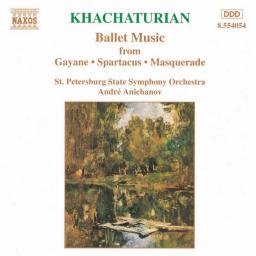 NAXOS
DDD
8.554054
KHACHATURIAN
Ballet Music
from
Gayane • Spartacus • Masquerade
St. Petersburg State Symphony Orchestra
André Anichanov